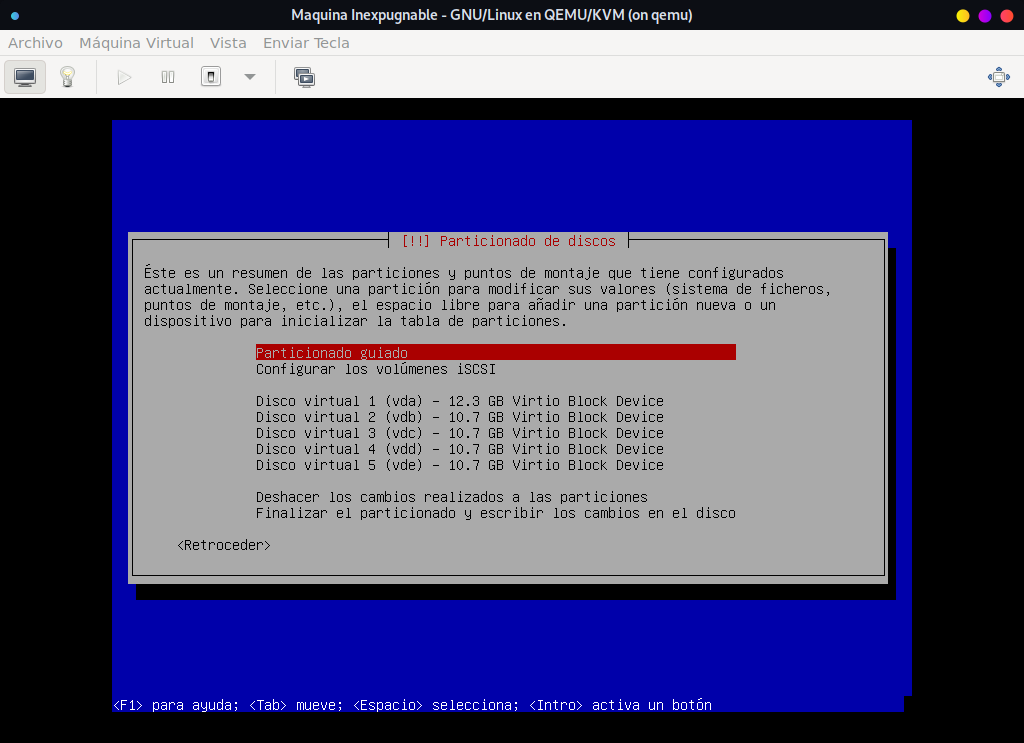 Maquina Inexpugnable - GNU/Linux en QEMU/KVM (on qemu)
Archivo Máquina Virtual Vista Enviar Tecla
[!!] Particionado de discos
Éste es un resumen de las particiones y puntos de montaje que tiene configurados
actualmente. Seleccione una partición para modificar sus valores (sistema de ficheros,
puntos de montaje, etc.), el espacio libre para añadir una partición nueva o un
dispositivo para inicializar la tabla de particiones.
Particionado guiado
Configurar los volúmenes iSCSI
Disco virtual 1 (vda) - 12.3 GB Virtio Block Device
Disco virtual 2 (vdb) - 10.7 GB Virtio Block Device
Disco virtual 3 (vdc) - 10.7 GB Virtio Block Device
Disco virtual 4 (vdd) - 10.7 GB Virtio Block Device
Disco virtual 5 (vde) - 10.7 GB Virtio Block Device
Deshacer los cambios realizados a las particiones
Finalizar el particionado y escribir los cambios en el disco
<Retroceder>
<F1> para ayuda; <Tab> mueve; <Espacio> selecciona; <Intro> activa un botón